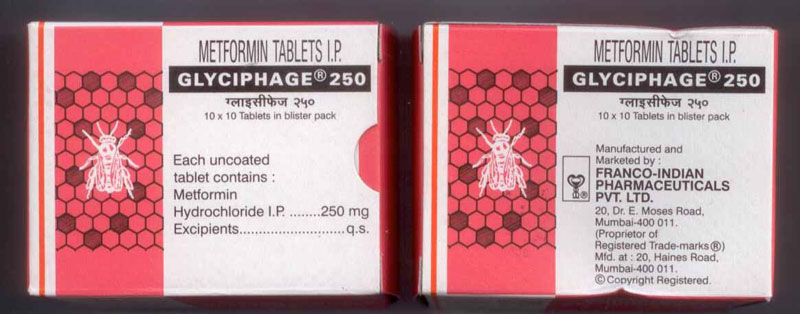 METFORMIN TABLETS I.P.
GLYCIPHAGE® 250
ग्लाइसीफेज २५०
10 x 10 Tablets in blister pack
Each uncoated
tablet contains :
Metformin
Hydrochloride I.P. ........250 mg
Excipients...........................q.s.
METFORMIN TABLETS I.P.
GLYCIPHAGE® 250
ग्लाइसीफेज २५०
10 x 10 Tablets in blister pack
Manufactured and
Marketed by :
FRANCO-INDIAN
PHARMACEUTICALS
PVT. LTD.
20, Dr. E. Moses Road,
Mumbai-400 011.
(Proprietor of
Registered Trade-marks®)
Mfd. at : 20, Haines Road,
Mumbai-400 011.
© Copyright Registered.
®